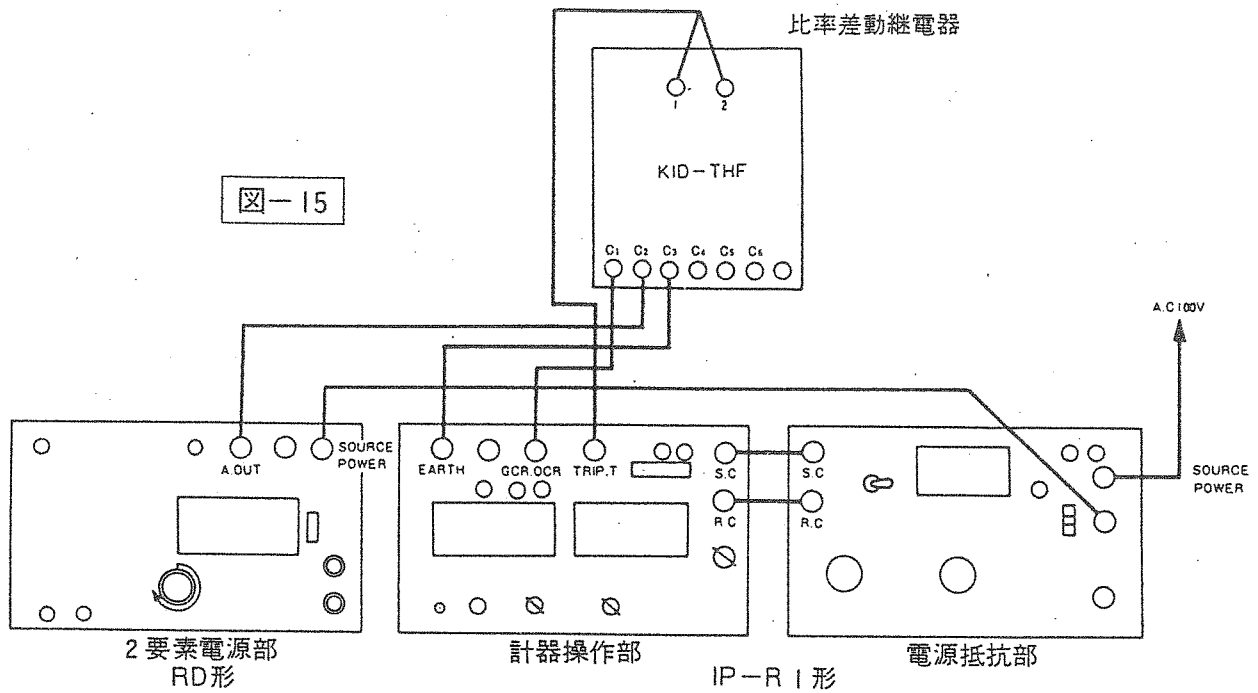 比率差動継電器
1 2
KID-THF
図-15
C1 C2 C3 C4 C5 C6
A.C 100V
A.OUT
SOURCE POWER
EARTH
GCR.OCR
TRIP.T
S.C
R.C
S.C
R.C
SOURCE POWER
2要素電源部
RD形
計器操作部
IP-R1形
電源抵抗部